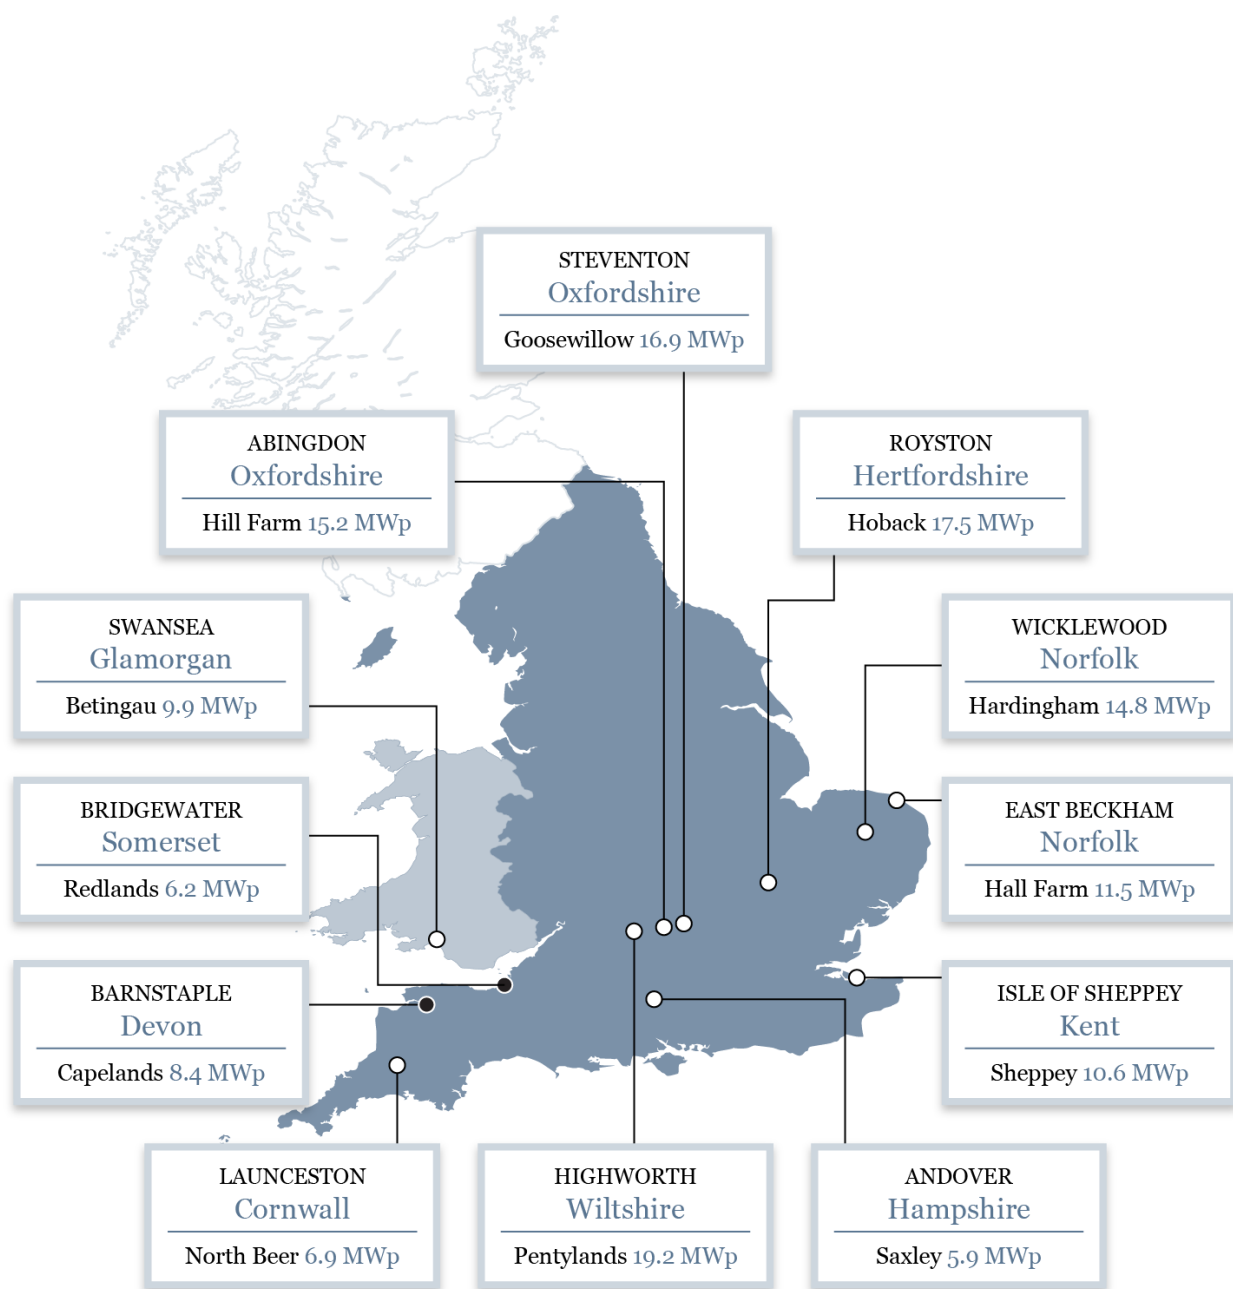 STEVENTON
Oxfordshire
Goosewillow 16.9 MWp
ABINGDON
Oxfordshire
Hill Farm 15.2 MWp
ROYSTON
Hertfordshire
Hoback 17.5 MWp
SWANSEA
Glamorgan
Betingau 9.9 MWp
WICKLEWOOD
Norfolk
Hardingham 14.8 MWp
BRIDGEWATER
Somerset
Redlands 6.2 MWp
EAST BECKHAM
Norfolk
Hall Farm 11.5 MWp
BARNSTAPLE
Devon
Capelands 8.4 MWp
ISLE OF SHEPPEY
Kent
Sheppey 10.6 MWp
LAUNCESTON
Cornwall
North Beer 6.9 MWp
HIGHWORTH
Wiltshire
Pentylands 19.2 MWp
ANDOVER
Hampshire
Saxley 5.9 MWp